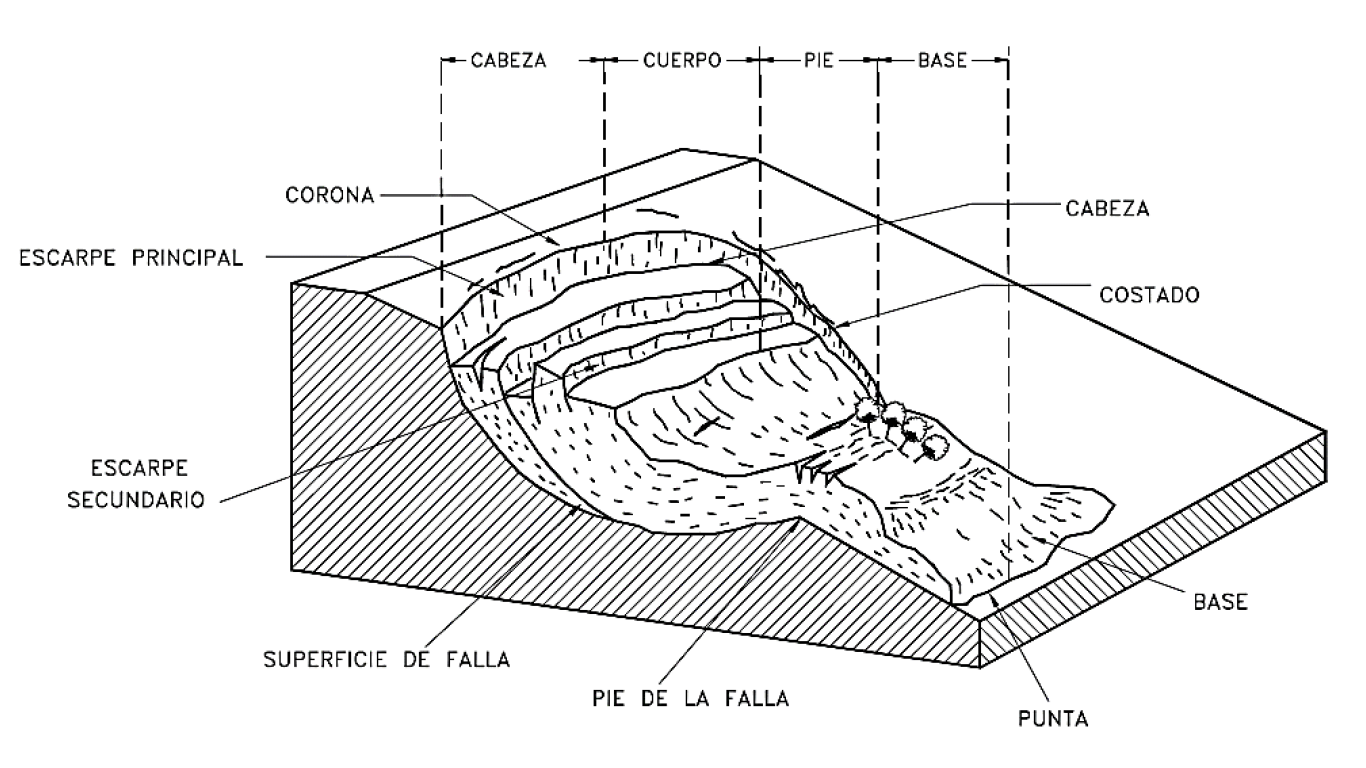 CABEZA
CUERPO
PIE
BASE
CORONA
CABEZA
ESCARPE PRINCIPAL
COSTADO
ESCARPE
SECUNDARIO
BASE
SUPERFICIE DE FALLA
PIE DE LA FALLA
PUNTA